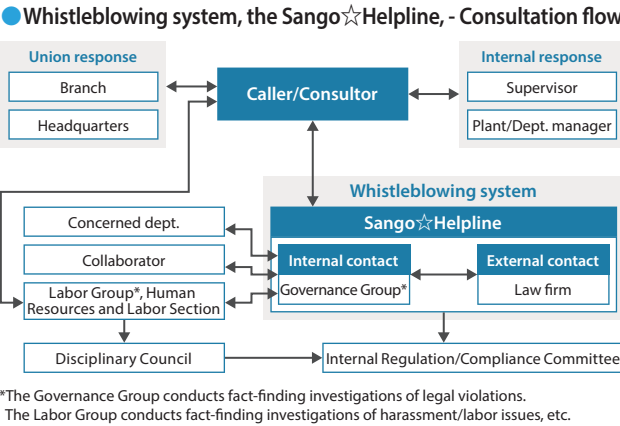 Whistleblowing system, the Sango☆Helpline, - Consultation flow
Union response
Branch
Headquarters
Caller/Consultor
Internal response
Supervisor
Plant/Dept. manager
Whistleblowing system
Sango☆Helpline
Internal contact
Governance Group*
External contact
Law firm
Concerned dept.
Collaborator
Labor Group*, Human
Resources and Labor Section
Disciplinary Council
Internal Regulation/Compliance Committee
*The Governance Group conducts fact-finding investigations of legal violations.
The Labor Group conducts fact-finding investigations of harassment/labor issues, etc.